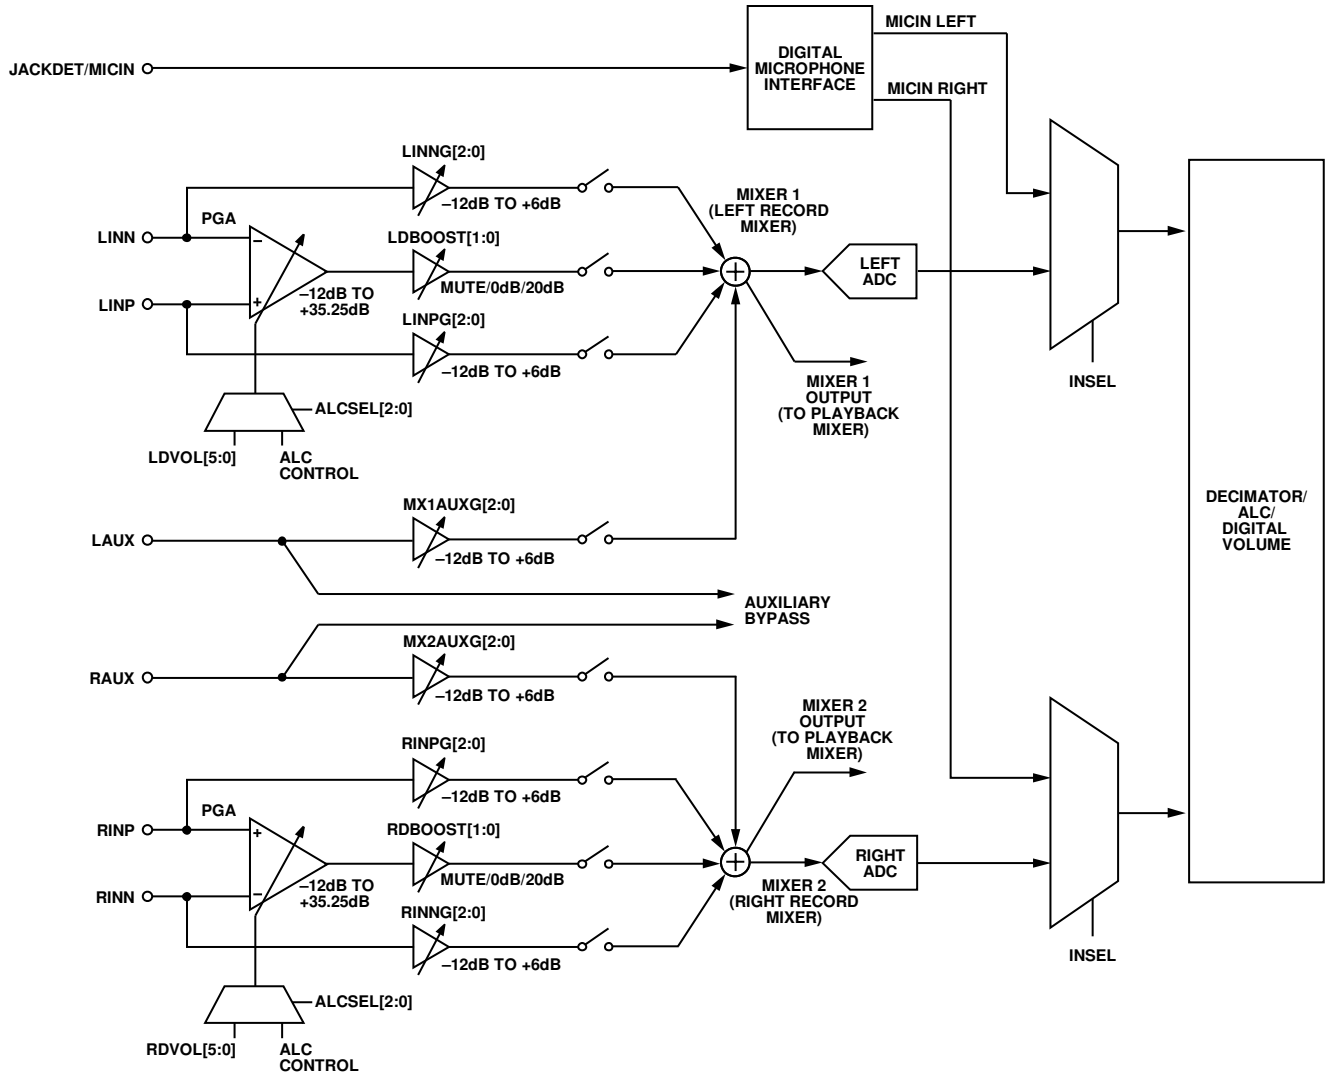 MICIN LEFT
JACKDET/MICIN
DIGITAL
MICROPHONE
INTERFACE
MICIN RIGHT
LINNG[2:0]
–12dB TO +6dB
MIXER 1
(LEFT RECORD
MIXER)
PGA
LINN
–
LDBOOST[1:0]
MUTE/0dB/20dB
LEFT
ADC
LINP
+
–12dB TO
+35.25dB
LINPG[2:0]
–12dB TO +6dB
INSEL
MIXER 1
OUTPUT
(TO PLAYBACK
MIXER)
ALCSEL[2:0]
LDVOL[5:0]
ALC
CONTROL
MX1AUXG[2:0]
LAUX
–12dB TO +6dB
DECIMATOR/
ALC/
DIGITAL
VOLUME
AUXILIARY
BYPASS
MX2AUXG[2:0]
RAUX
–12dB TO +6dB
MIXER 2
OUTPUT
(TO PLAYBACK
MIXER)
RINPG[2:0]
–12dB TO +6dB
PGA
RINP
+
RDBOOST[1:0]
MUTE/0dB/20dB
RIGHT
ADC
RINN
–
–12dB TO
+35.25dB
MIXER 2
(RIGHT RECORD
MIXER)
RINNG[2:0]
–12dB TO +6dB
INSEL
ALCSEL[2:0]
RDVOL[5:0]
ALC
CONTROL